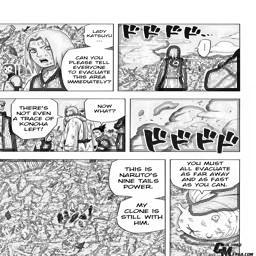 LADY
KATSUYU
...
CAN YOU
PLEASE TELL
EVERYONE
TO EVACUATE
THIS AREA
IMMEDIATELY?
ドドドドド
...
THERE'S
NOT EVEN
A TRACE OF
KONOHA
LEFT!
NOW
WHAT?
ドドドド
THIS IS
NARUTO'S
NINE TAILS
POWER.
MY
CLONE IS
STILL WITH
HIM.
YOU MUST
ALL EVACUATE
AS FAR AWAY
AND AS FAST
AS YOU CAN.